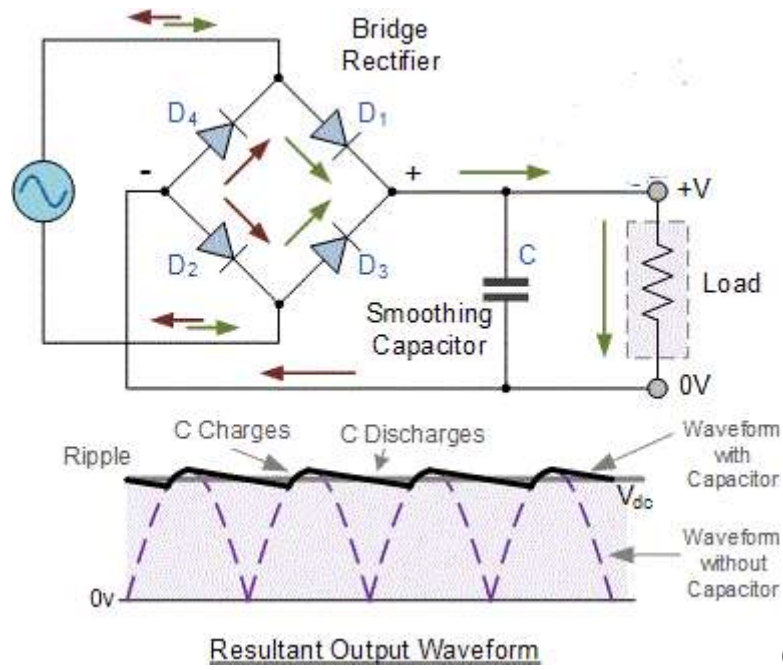 Bridge
Rectifier
D4
D1
-
+
+V
D2
D3
C
Load
Smoothing
Capacitor
0V
C Charges
C Discharges
Waveform
with
Capacitor
Ripple
Vdc
Waveform
without
Capacitor
0v
Resultant Output Waveform